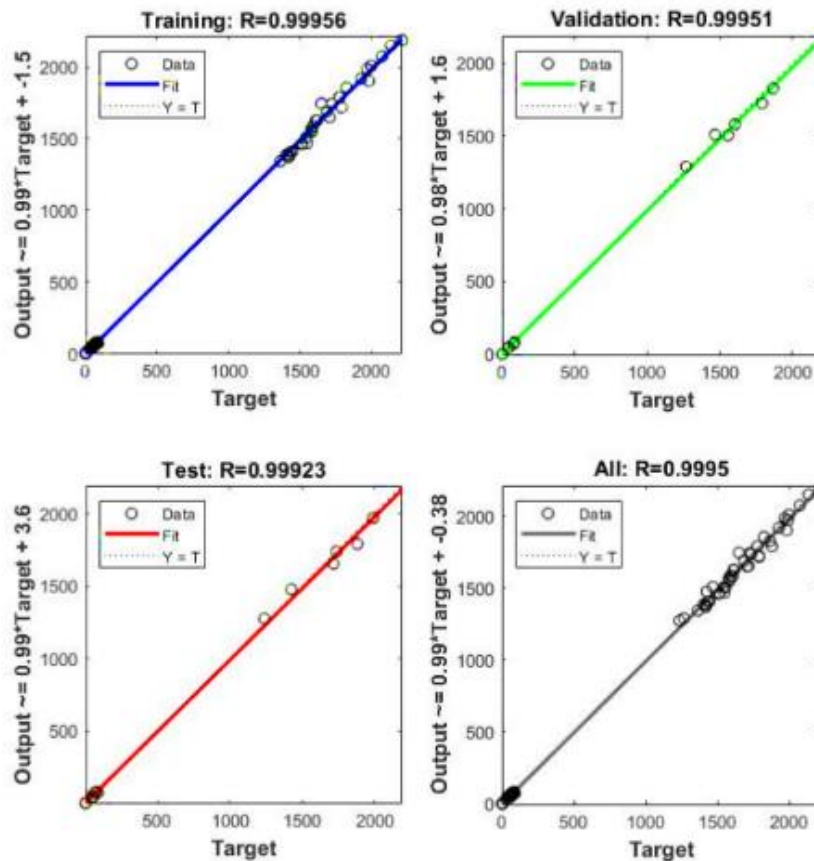 Training: R=0.99956
Output ~= 0.99*Target + -1.5
2000
1500
1000
500
0
Data
Fit
Y = T
0
500
1000
1500
2000
Target
Validation: R=0.99951
Output ~= 0.98*Target + 1.6
2000
1500
1000
500
0
Data
Fit
Y = T
0
500
1000
1500
2000
Target
Test: R=0.99923
Output ~= 0.99*Target + 3.6
2000
1500
1000
500
Data
Fit
Y = T
500
1000
1500
2000
Target
All: R=0.9995
Output ~= 0.99*Target + -0.38
2000
1500
1000
500
0
Data
Fit
Y = T
0
500
1000
1500
2000
Target